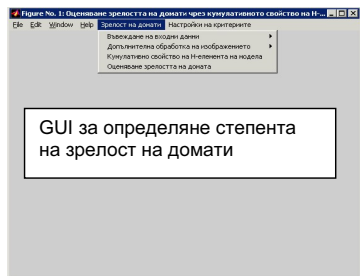 Figure No. 1: Оценяване зрелостта на домати чрез кумулативното свойство на H-...
File Edit Window Help Зрелост на домати Настройки на критериите
Въвеждане на входни данни
Допълнителна обработка на изображението
Кумулативно свойство на H-елемента на модела
Оценяване зрелостта на домата
GUI за определяне степента
на зрелост на домати